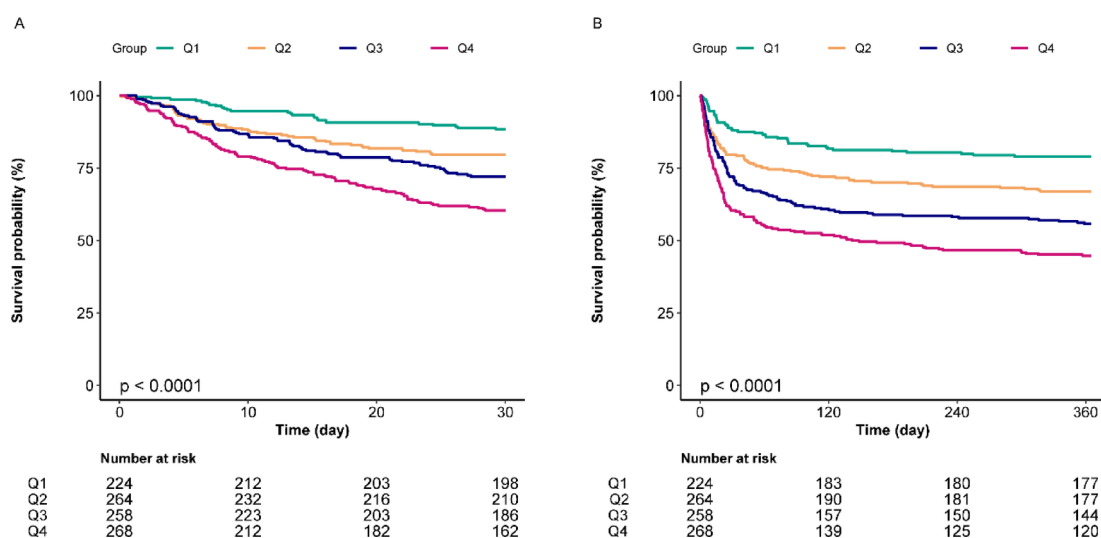 A
Group Q1 Q2 Q3 Q4
Survival probability (%)
100
75
50
25
0
p < 0.0001
0 10 20 30
Time (day)
Number at risk
Q1 224 212 203 198
Q2 264 232 216 210
Q3 258 223 203 186
Q4 268 212 182 162
B
Group Q1 Q2 Q3 Q4
Survival probability (%)
100
75
50
25
0
p < 0.0001
0 120 240 360
Time (day)
Number at risk
Q1 224 183 180 177
Q2 264 190 181 177
Q3 258 157 150 144
Q4 268 139 125 120